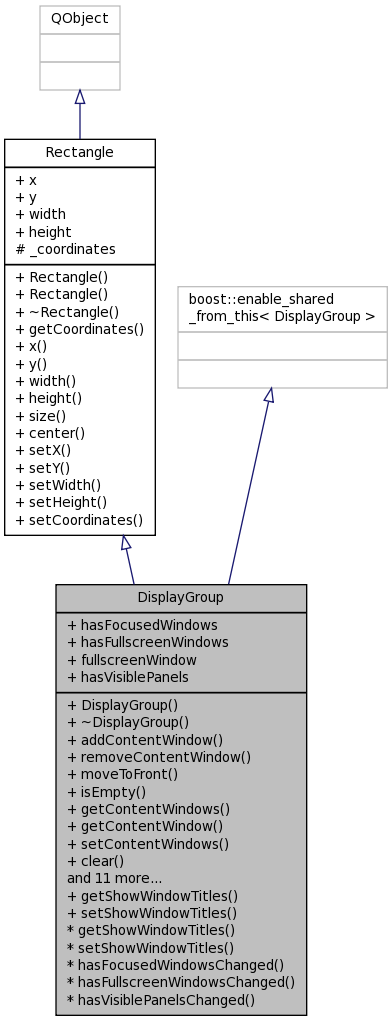 QObject
Rectangle
+ x
+ y
+ width
+ height
# _coordinates
+ Rectangle()
+ Rectangle()
+ ~Rectangle()
+ getCoordinates()
+ x()
+ y()
+ width()
+ height()
+ size()
+ center()
+ setX()
+ setY()
+ setWidth()
+ setHeight()
+ setCoordinates()
boost::enable_shared
_from_this< DisplayGroup >
DisplayGroup
+ hasFocusedWindows
+ hasFullscreenWindows
+ fullscreenWindow
+ hasVisiblePanels
+ DisplayGroup()
+ ~DisplayGroup()
+ addContentWindow()
+ removeContentWindow()
+ moveToFront()
+ isEmpty()
+ getContentWindows()
+ getContentWindow()
+ setContentWindows()
+ clear()
and 11 more...
+ getShowWindowTitles()
+ setShowWindowTitles()
* getShowWindowTitles()
* setShowWindowTitles()
* hasFocusedWindowsChanged()
* hasFullscreenWindowsChanged()
* hasVisiblePanelsChanged()